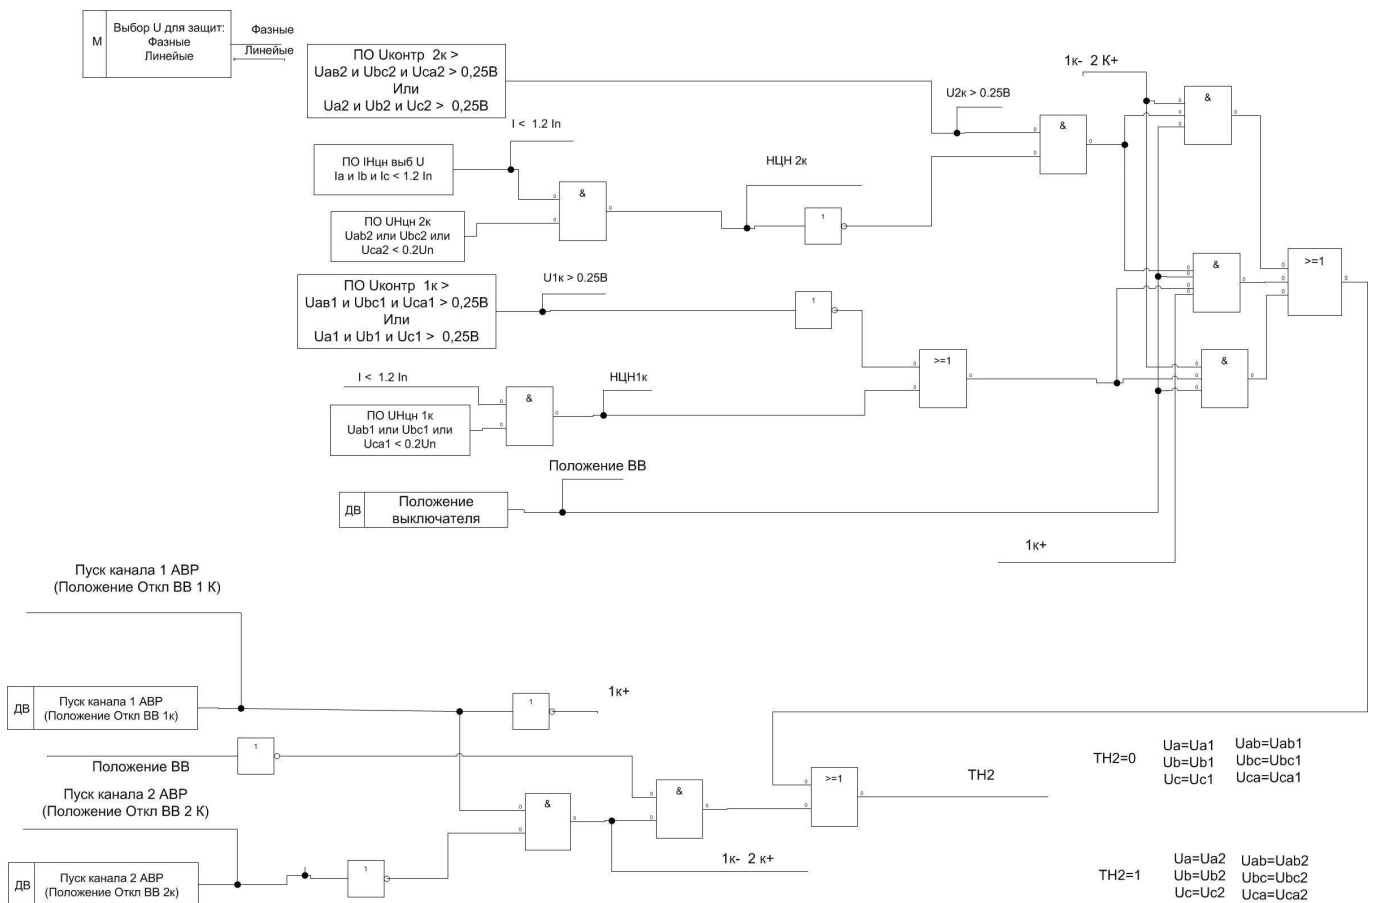 М
Выбор U для защит:
Фазные
Линейые
Фазные
Линейые
ПО Uконтр 2к >
Uав2 и Ubc2 и Uca2 > 0,25В
Или
Ua2 и Ub2 и Uc2 > 0,25В
I < 1.2 In
ПО IНцн выб U
Ia и Ib и Ic < 1.2 In
ПО UНцн 2к
Uab2 или Ubc2 или
Uca2 < 0.2Un
&
НЦН 2к
1
U2к > 0.25В
&
1к- 2 К+
&
ПО Uконтр 1к >
Uав1 и Ubc1 и Uca1 > 0,25В
Или
Ua1 и Ub1 и Uc1 > 0,25В
U1к > 0.25В
1
&
>=1
I < 1.2 In
ПО UНцн 1к
Uab1 или Ubc1 или
Uca1 < 0.2Un
&
НЦН1к
>=1
&
Положение ВВ
ДВ
Положение
выключателя
1к+
Пуск канала 1 АВР
(Положение Откл ВВ 1 К)
ДВ
Пуск канала 1 АВР
(Положение Откл ВВ 1к)
1
1к+
Положение ВВ
1
Пуск канала 2 АВР
(Положение Откл ВВ 2 К)
ДВ
Пуск канала 2 АВР
(Положение Откл ВВ 2к)
1
&
&
1к- 2 к+
>=1
ТН2
ТН2=0
Ua=Ua1
Ub=Ub1
Uc=Uc1
Uab=Uab1
Ubc=Ubc1
Uca=Uca1
ТН2=1
Ua=Ua2
Ub=Ub2
Uc=Uc2
Uab=Uab2
Ubc=Ubc2
Uca=Uca2